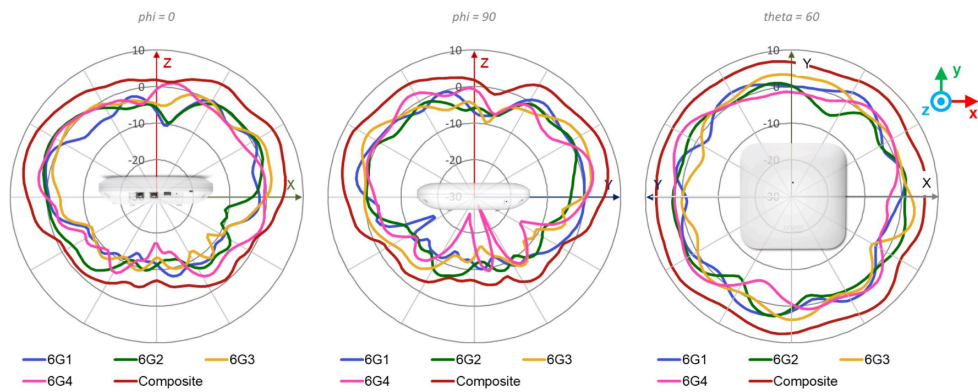 phi = 0
phi = 90
theta = 60
10
Z
0
-10
-20
-30
X
10
Z
0
-10
-20
-30
Y
10
Y
0
-10
-20
-30
Y
X
y
z
x
6G1 6G2 6G3
6G4 Composite
6G1 6G2 6G3
6G4 Composite
6G1 6G2 6G3
6G4 Composite